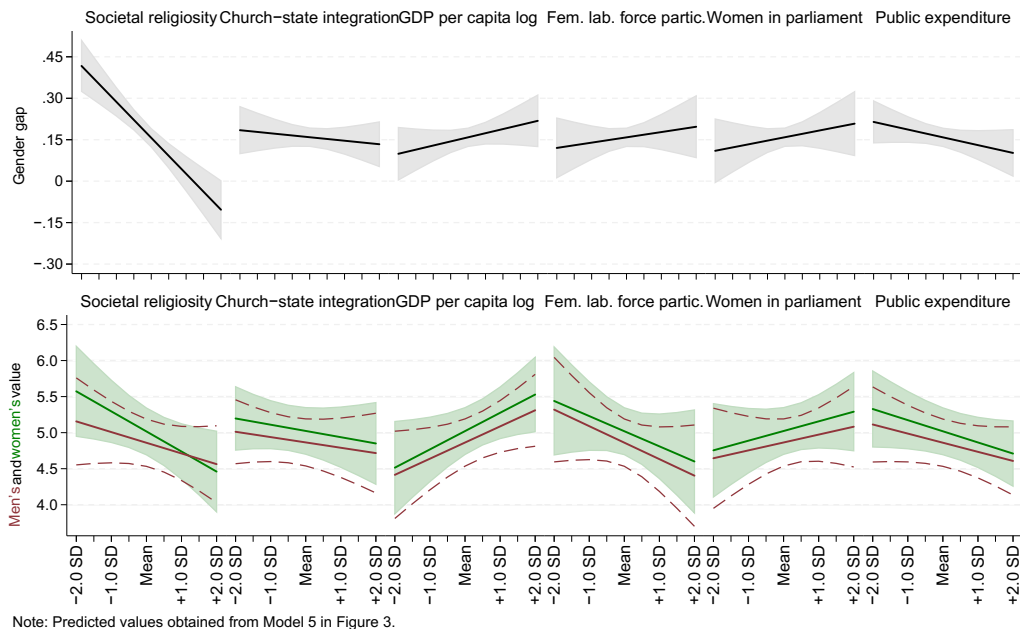 Societal religiosity Church−state integration GDP per capita log Fem. lab. force partic. Women in parliament Public expenditure
Gender gap
.45
.30
.15
0
−.15
−.30
Societal religiosity Church−state integration GDP per capita log Fem. lab. force partic. Women in parliament Public expenditure
Men's and women's value
6.5
6.0
5.5
5.0
4.5
4.0
−2.0 SD −1.0 SD Mean +1.0 SD +2.0 SD −2.0 SD −1.0 SD Mean +1.0 SD +2.0 SD −2.0 SD −1.0 SD Mean +1.0 SD +2.0 SD −2.0 SD −1.0 SD Mean +1.0 SD +2.0 SD −2.0 SD −1.0 SD Mean +1.0 SD +2.0 SD −2.0 SD −1.0 SD Mean +1.0 SD +2.0 SD
Note: Predicted values obtained from Model 5 in Figure 3.